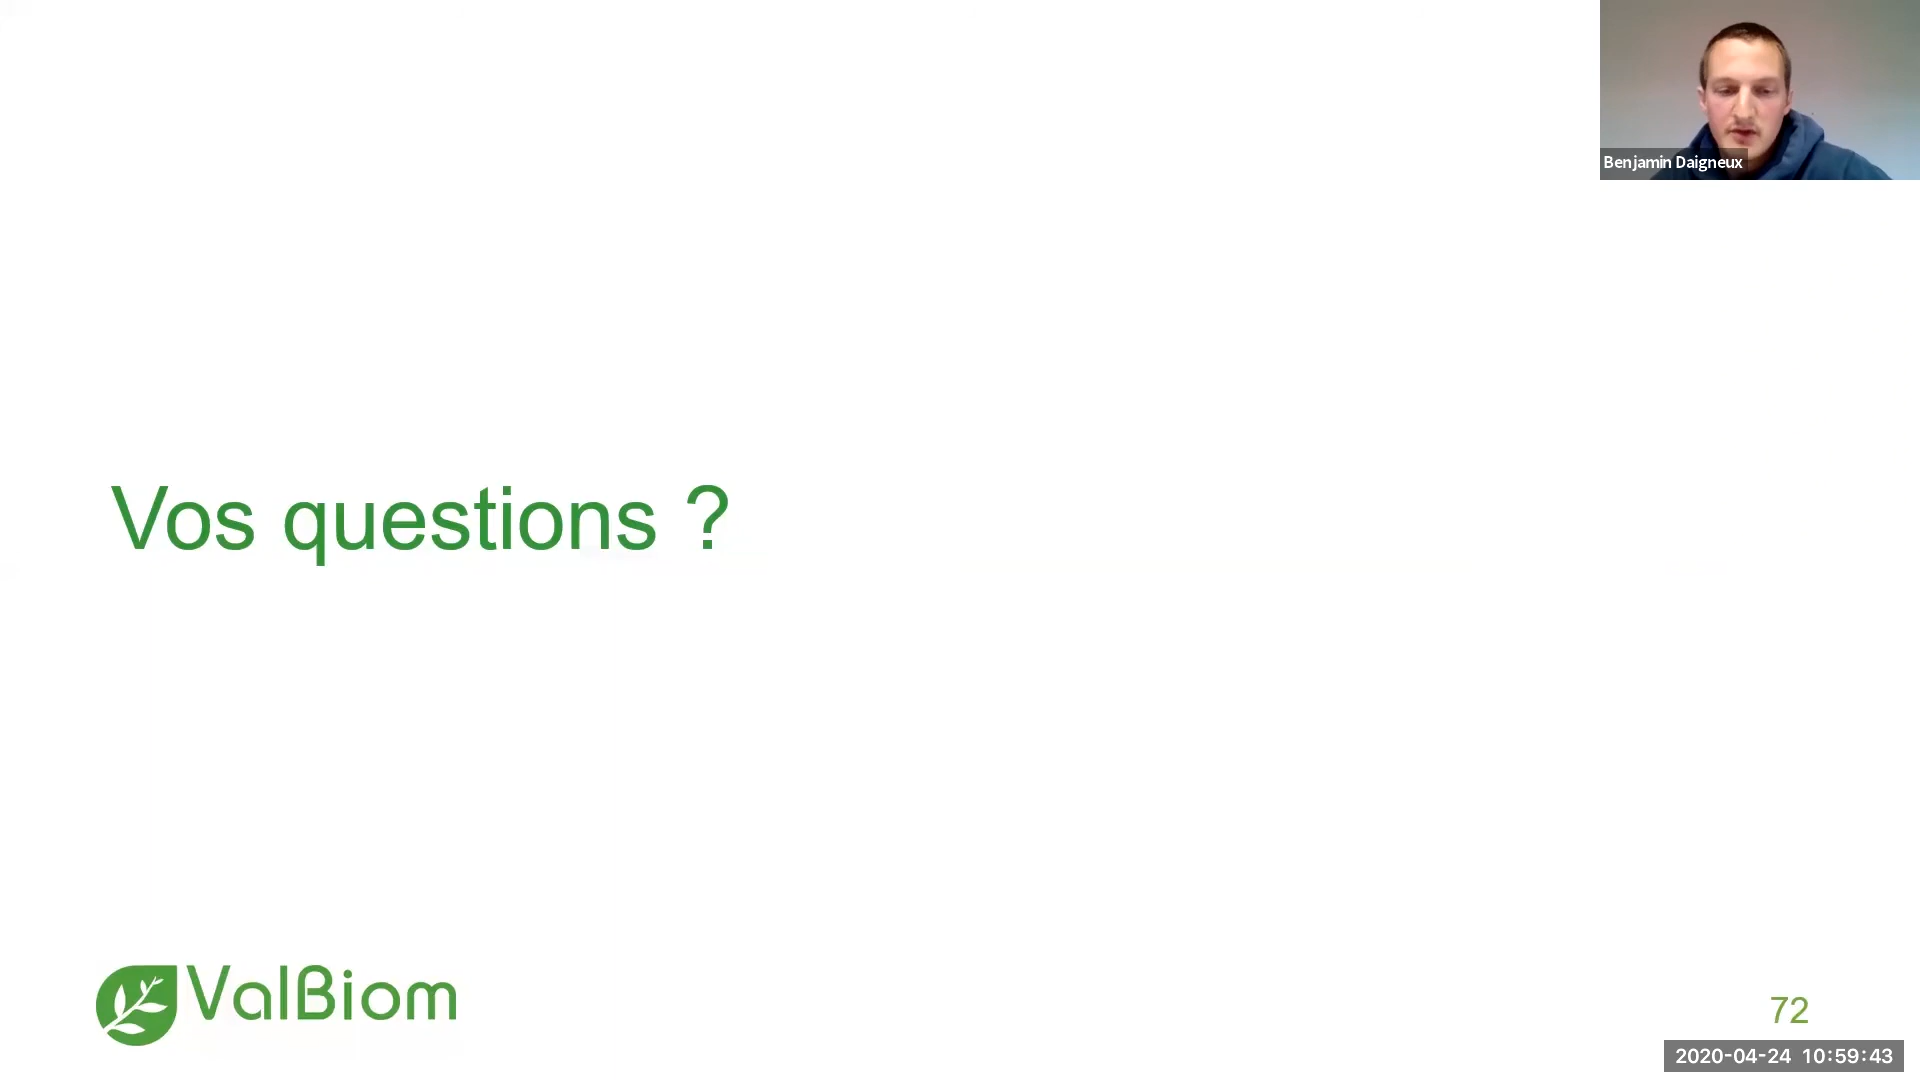 Benjamin Daigneux
Vos questions ?
ValBiom
72
2020-04-24 10:59:43